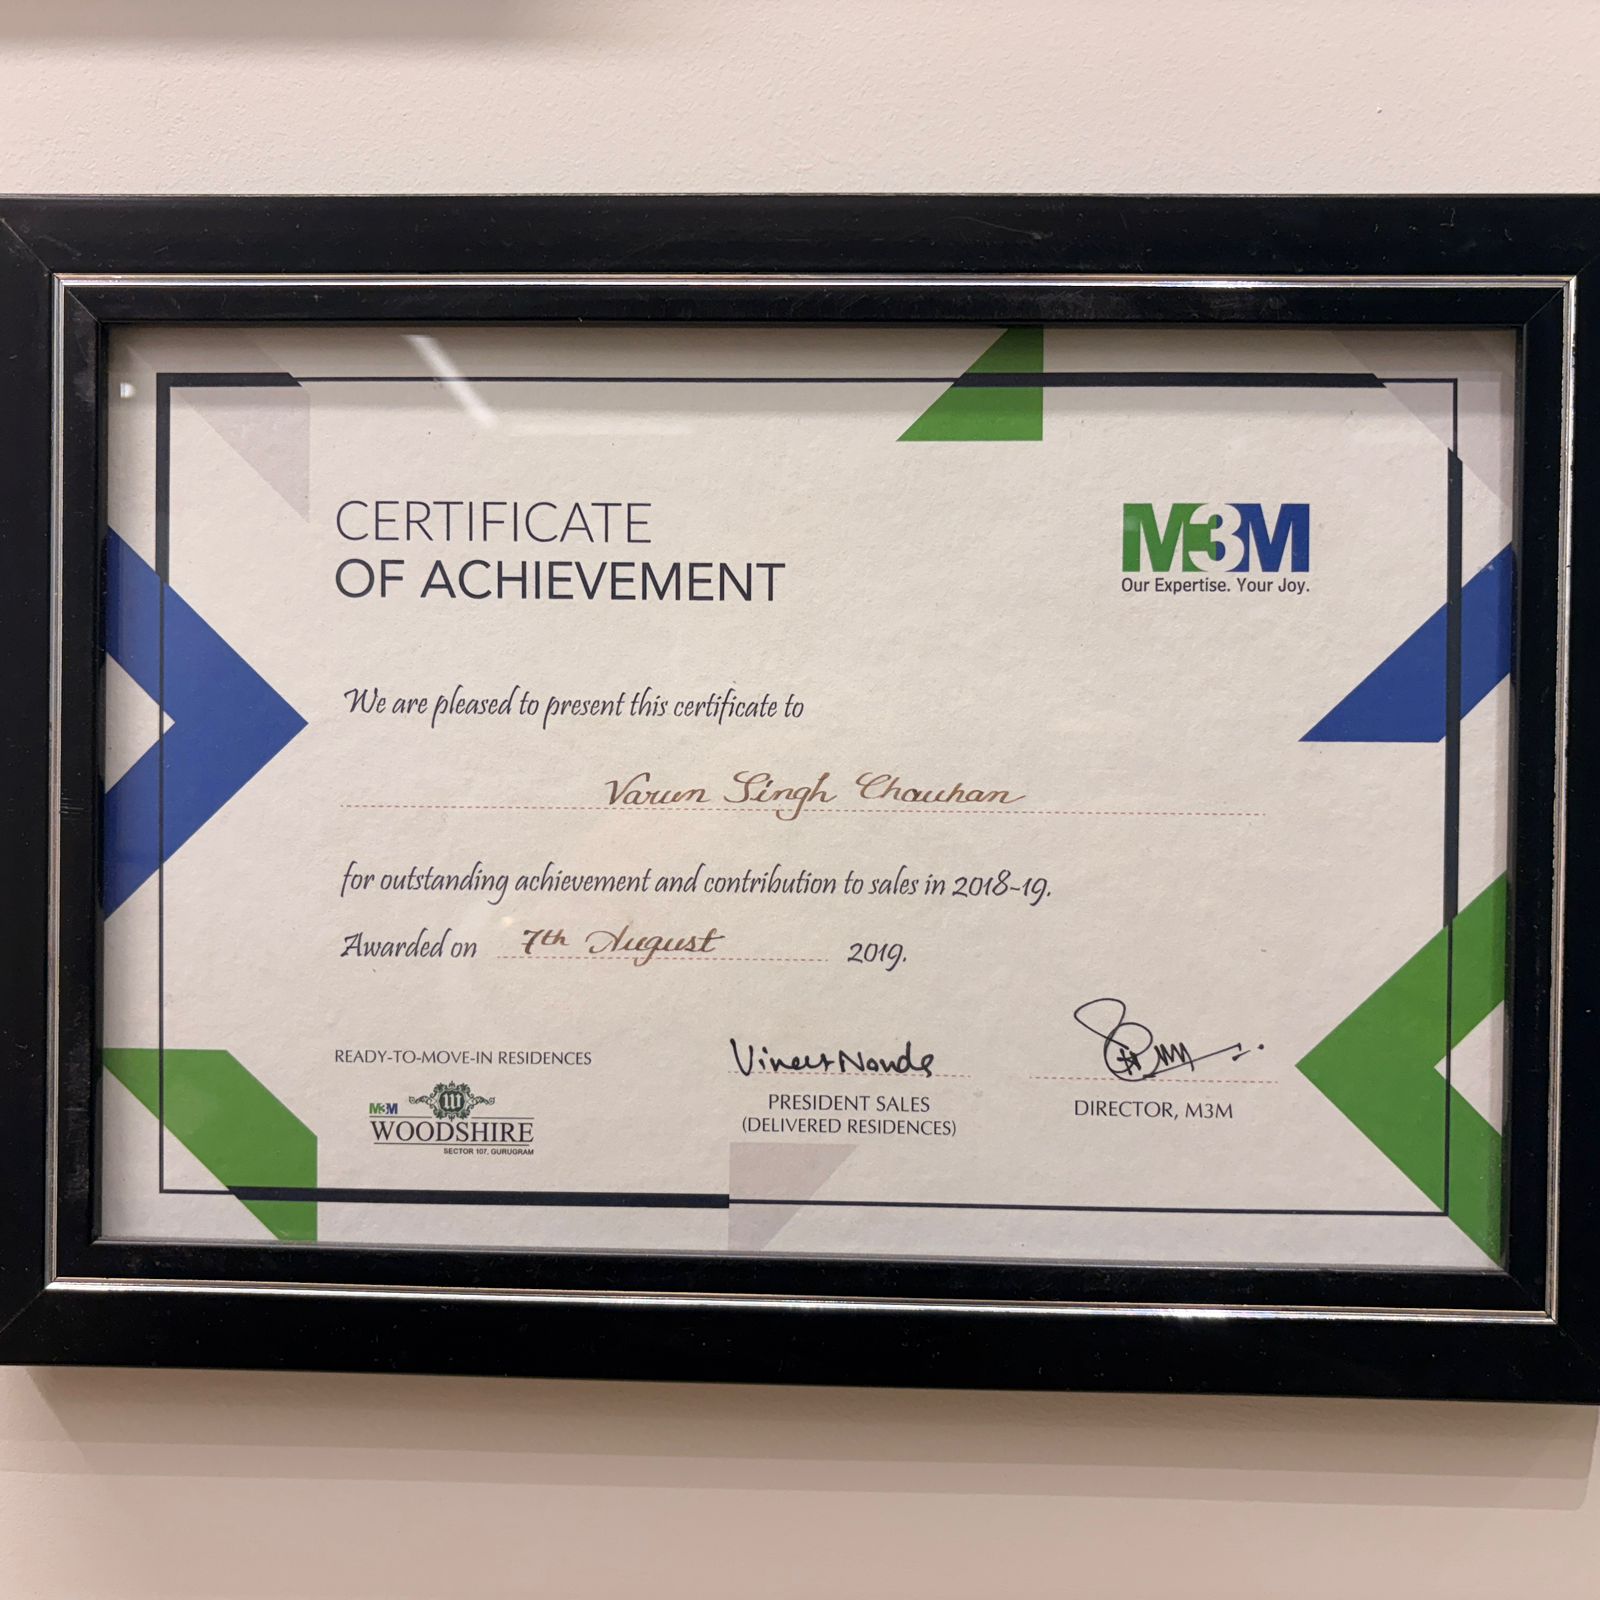 CERTIFICATE
OF ACHIEVEMENT
M3M
Our Expertise. Your Joy.
We are pleased to present this certificate to
Varun Singh Chauhan
for outstanding achievement and contribution to sales in 2018-19.
Awarded on 7th August 2019.
READY-TO-MOVE-IN RESIDENCES
M3M
W
WOODSHIRE
SECTOR 107, GURUGRAM
Vineet Nanda
PRESIDENT SALES
(DELIVERED RESIDENCES)
DIRECTOR, M3M